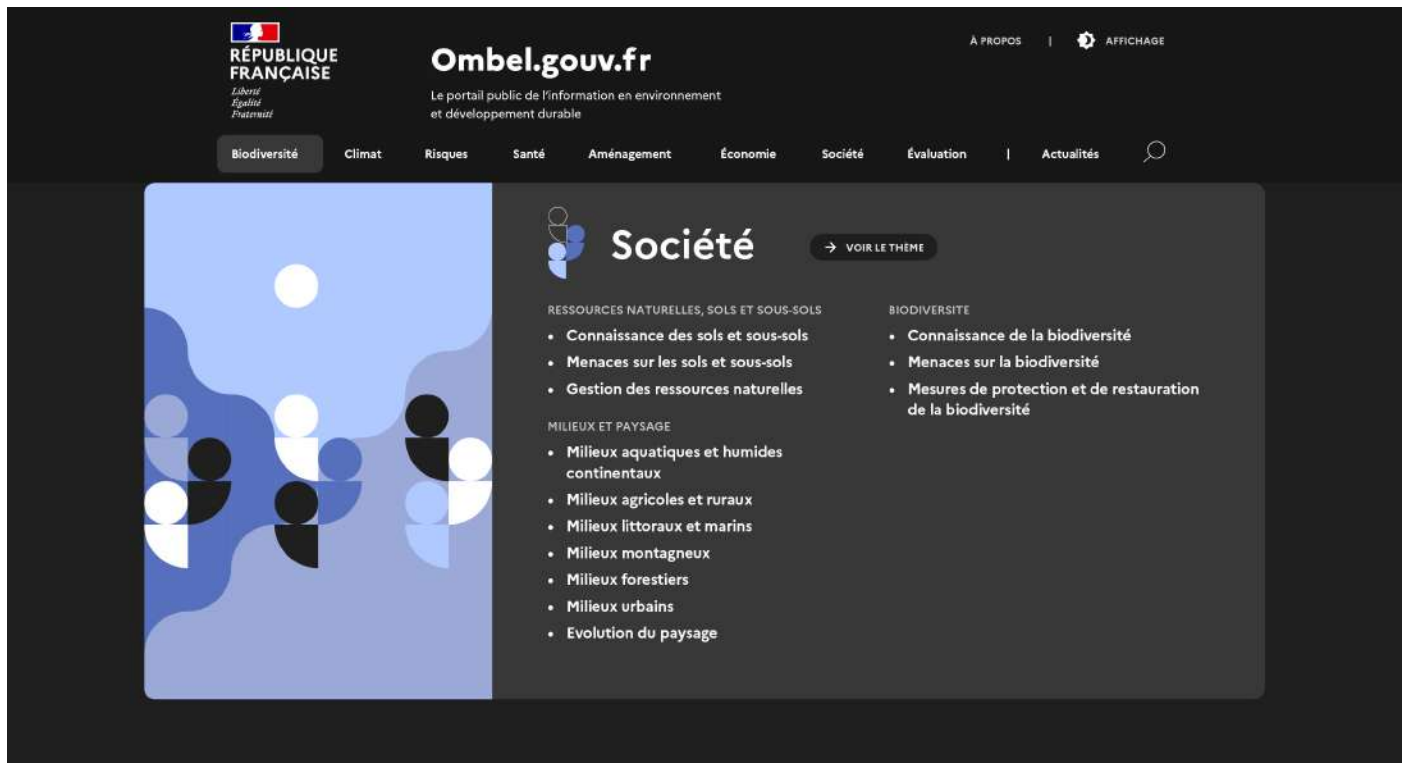 RÉPUBLIQUE
FRANÇAISE
Liberté
Égalité
Fraternité
Ombel.gouv.fr
Le portail public de l'information en environnement
et développement durable
À PROPOS | AFFICHAGE
Biodiversité Climat Risques Santé Aménagement Économie Société Évaluation | Actualités
Société
→ VOIR LE THÈME
RESSOURCES NATURELLES, SOLS ET SOUS-SOLS
• Connaissance des sols et sous-sols
• Menaces sur les sols et sous-sols
• Gestion des ressources naturelles
MILIEUX ET PAYSAGE
• Milieux aquatiques et humides
continentaux
• Milieux agricoles et ruraux
• Milieux littoraux et marins
• Milieux montagneux
• Milieux forestiers
• Milieux urbains
• Evolution du paysage
BIODIVERSITE
• Connaissance de la biodiversité
• Menaces sur la biodiversité
• Mesures de protection et de restauration
de la biodiversité